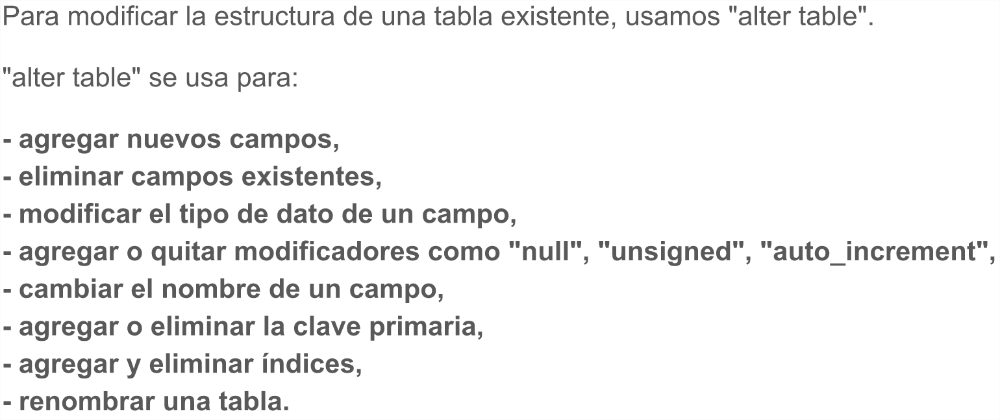 Para modificar la estructura de una tabla existente, usamos "alter table".
"alter table" se usa para:
- agregar nuevos campos,
- eliminar campos existentes,
- modificar el tipo de dato de un campo,
- agregar o quitar modificadores como "null", "unsigned", "auto_increment",
- cambiar el nombre de un campo,
- agregar o eliminar la clave primaria,
- agregar y eliminar índices,
- renombrar una tabla.